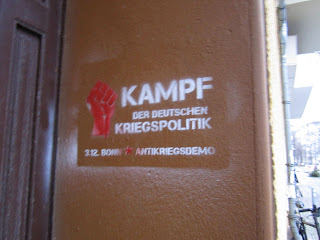 KAMPF
DER DEUTSCHEN
KRIEGSPOLITIK
3.12. BONN ★ ANTIKRIEGSDEMO